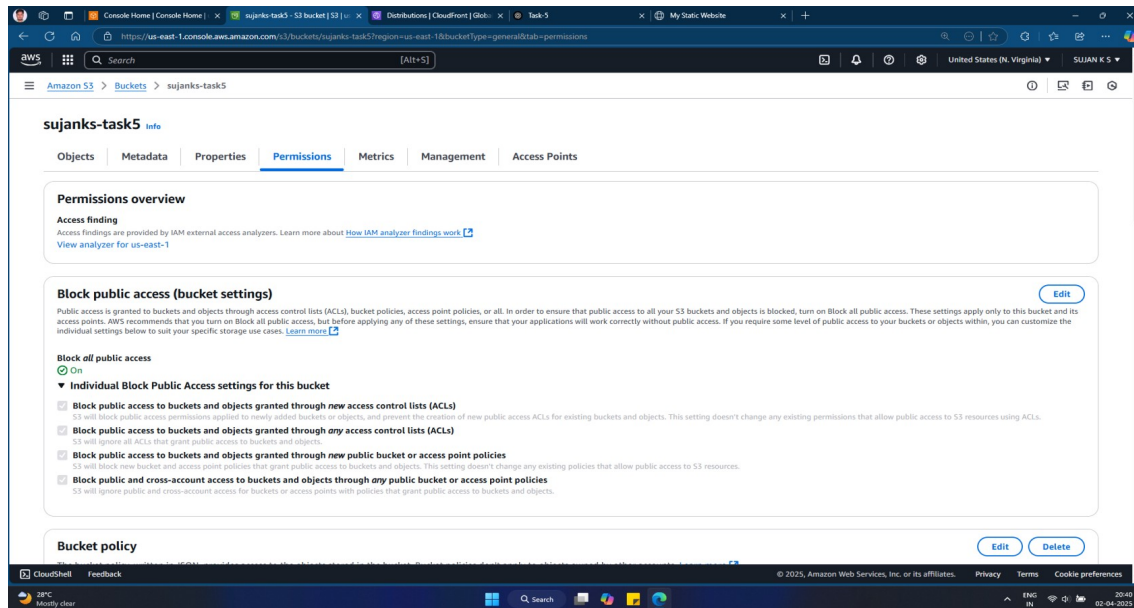 Console Home | Console Home |
sujanks-task5 - S3 bucket | S3 | us
Distributions | CloudFront | Global
Task-5
My Static Website
https://us-east-1.console.aws.amazon.com/s3/buckets/sujanks-task5?region=us-east-1&bucketType=general&tab=permissions
aws
Search
[Alt+S]
United States (N. Virginia)
SUJAN K S
Amazon S3 > Buckets > sujanks-task5
sujanks-task5 Info
Objects Metadata Properties Permissions Metrics Management Access Points
Permissions overview
Access finding
Access findings are provided by IAM external access analyzers. Learn more about How IAM analyzer findings work
View analyzer for us-east-1
Block public access (bucket settings)
Edit
Public access is granted to buckets and objects through access control lists (ACLs), bucket policies, access point policies, or all. In order to ensure that public access to all your S3 buckets and objects is blocked, turn on Block all public access. These settings apply only to this bucket and its
access points. AWS recommends that you turn on Block all public access, but before applying any of these settings, ensure that your applications will work correctly without public access. If you require some level of public access to your buckets or objects within, you can customize the
individual settings below to suit your specific storage use cases. Learn more
Block all public access
On
Individual Block Public Access settings for this bucket
Block public access to buckets and objects granted through new access control lists (ACLs)
S3 will block public access permissions applied to newly added buckets or objects, and prevent the creation of new public access ACLs for existing buckets and objects. This setting doesn't change any existing permissions that allow public access to S3 resources using ACLs.
Block public access to buckets and objects granted through any access control lists (ACLs)
S3 will ignore all ACLs that grant public access to buckets and objects.
Block public access to buckets and objects granted through new public bucket or access point policies
S3 will block new bucket and access point policies that grant public access to buckets and objects. This setting doesn't change any existing policies that allow public access to S3 resources.
Block public and cross-account access to buckets and objects through any public bucket or access point policies
S3 will ignore public and cross-account access for buckets or access points with policies that grant public access to buckets and objects.
Bucket policy
Edit Delete
CloudShell Feedback
© 2025, Amazon Web Services, Inc. or its affiliates. Privacy Terms Cookie preferences
28°C
Mostly clear
Search
ENG
IN
20:40
02-04-2025